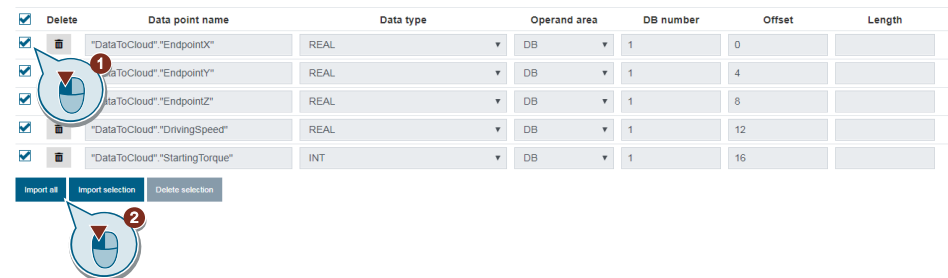 Delete Data point name Data type Operand area DB number Offset Length
"DataToCloud"."EndpointX" REAL DB 1 0
1
aToCloud"."EndpointY" REAL DB 1 4
ataToCloud"."EndpointZ" REAL DB 1 8
"DataToCloud"."DrivingSpeed" REAL DB 1 12
"DataToCloud"."StartingTorque" INT DB 1 16
Import all Import selection Delete selection
2